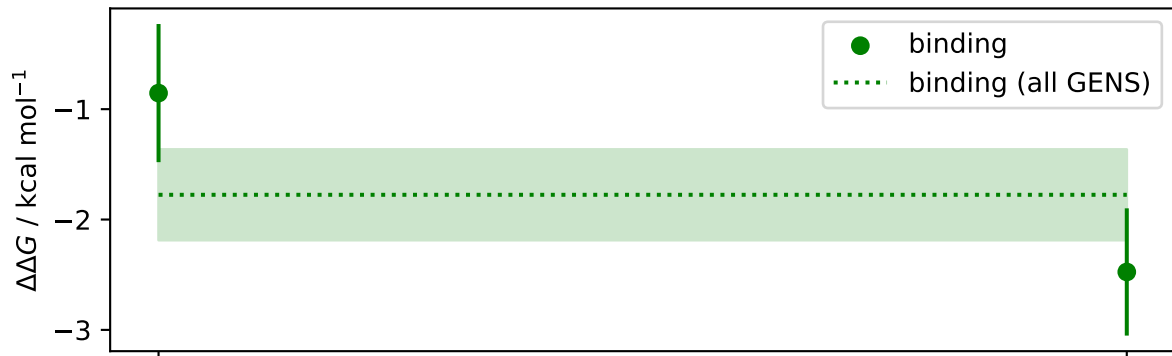 binding
binding (all GENS)
ΔΔG / kcal mol⁻¹
−1
−2
−3